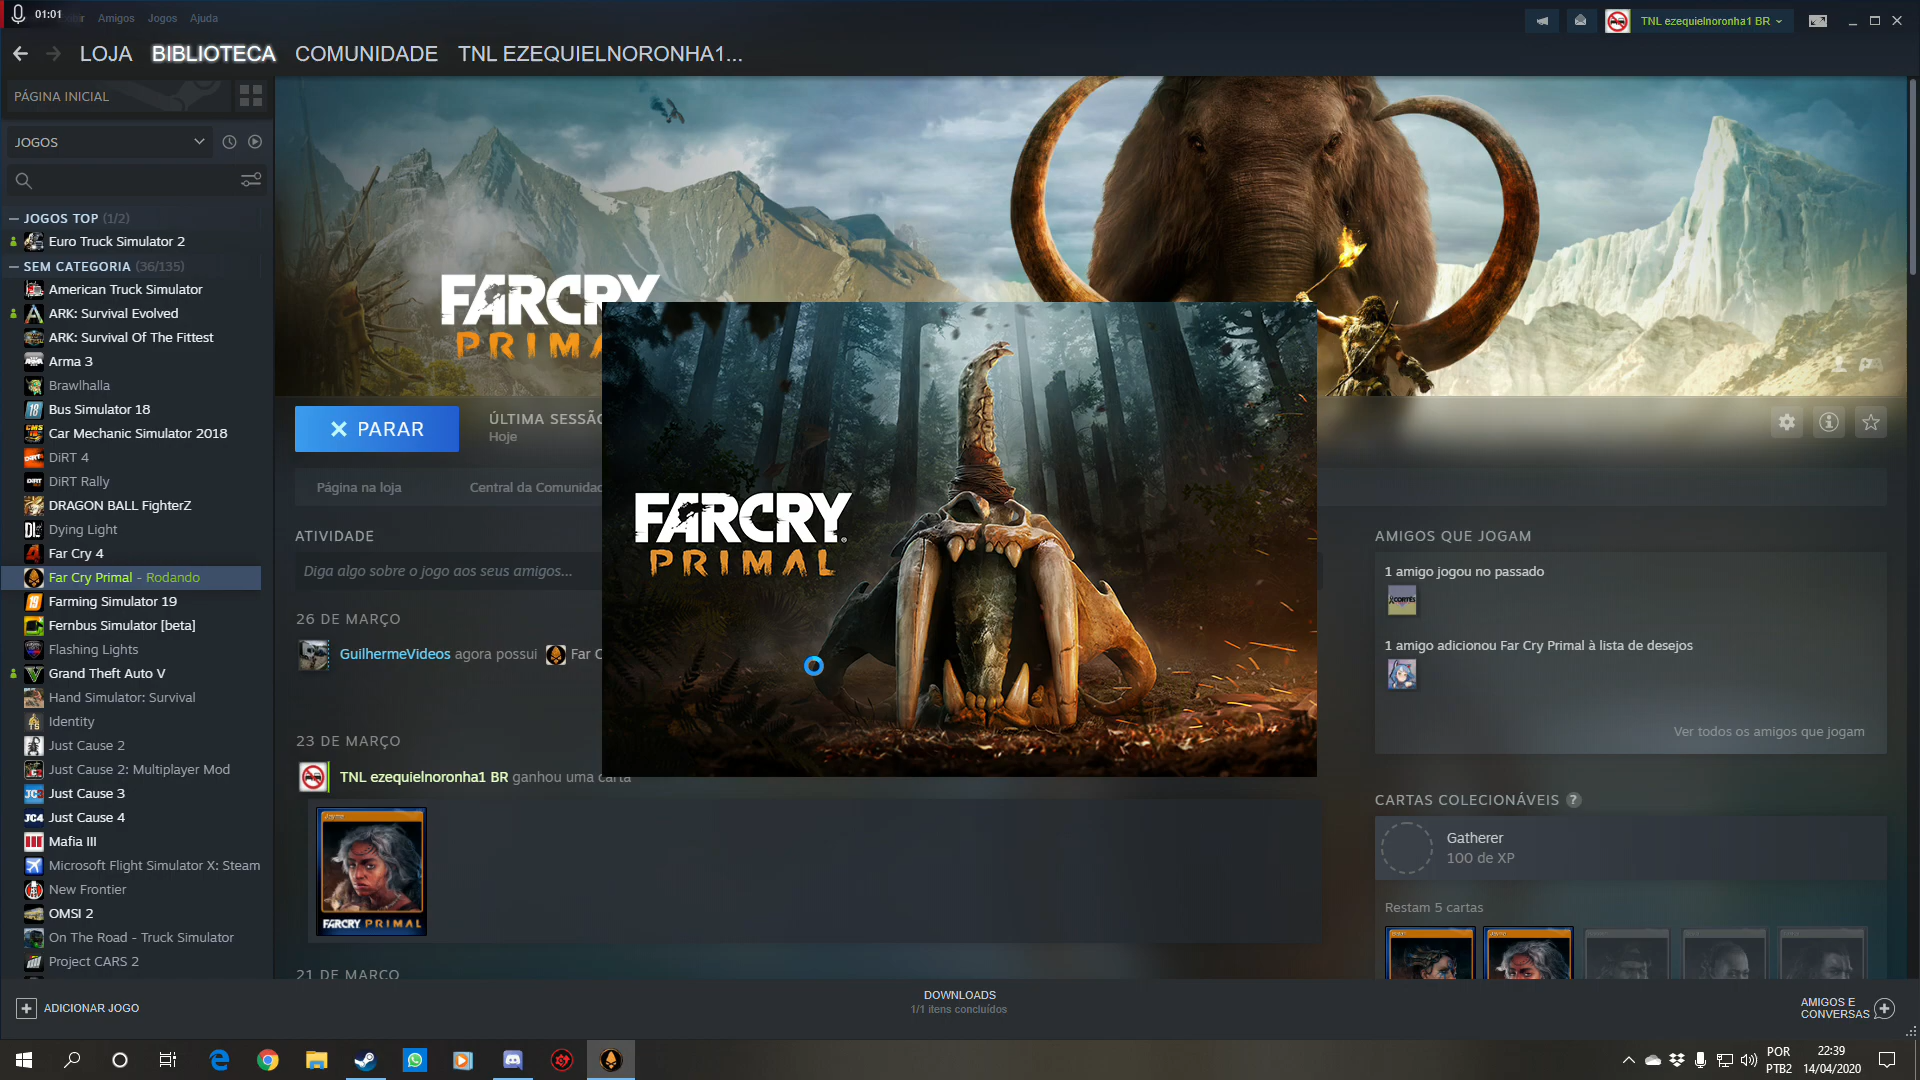 01:01
Amigos
Jogos
Ajuda
TNL EZEQUIELNORONHA1 BR
LOJA
BIBLIOTECA
COMUNIDADE
TNL EZEQUIELNORONHA1...
PÁGINA INICIAL
JOGOS
JOGOS TOP (1/2)
Euro Truck Simulator 2
SEM CATEGORIA (36/135)
American Truck Simulator
ARK: Survival Evolved
ARK: Survival Of The Fittest
Arma 3
Brawlhalla
Bus Simulator 18
Car Mechanic Simulator 2018
DiRT 4
DiRT Rally
DRAGON BALL FighterZ
Dying Light
Far Cry 4
Far Cry Primal - Rodando
Farming Simulator 19
Fernbus Simulator [beta]
Flashing Lights
Grand Theft Auto V
Hand Simulator: Survival
Identity
Just Cause 2
Just Cause 2: Multiplayer Mod
Just Cause 3
Just Cause 4
Mafia III
Microsoft Flight Simulator X: Steam
New Frontier
OMSI 2
On The Road - Truck Simulator
Project CARS 2
FARCRY
PRIMA
PARAR
ÚLTIMA SESSÃO
Hoje
Página na loja
Central da Comunidad
ATIVIDADE
Diga algo sobre o jogo aos seus amigos...
26 DE MARÇO
GuilhermeVideos agora possui Far C
23 DE MARÇO
TNL ezequielnoronha1 BR ganhou uma carta
Jayma
FARCRY PRIMAL
21 DE MARÇO
FARCRY
PRIMAL
AMIGOS QUE JOGAM
1 amigo jogou no passado
1 amigo adicionou Far Cry Primal à lista de desejos
Ver todos os amigos que jogam
CARTAS COLECIONÁVEIS ?
Gatherer
100 de XP
Restam 5 cartas
ADICIONAR JOGO
DOWNLOADS
1/1 itens concluídos
AMIGOS E
CONVERSAS
POR
PTB2
22:39
14/04/2020